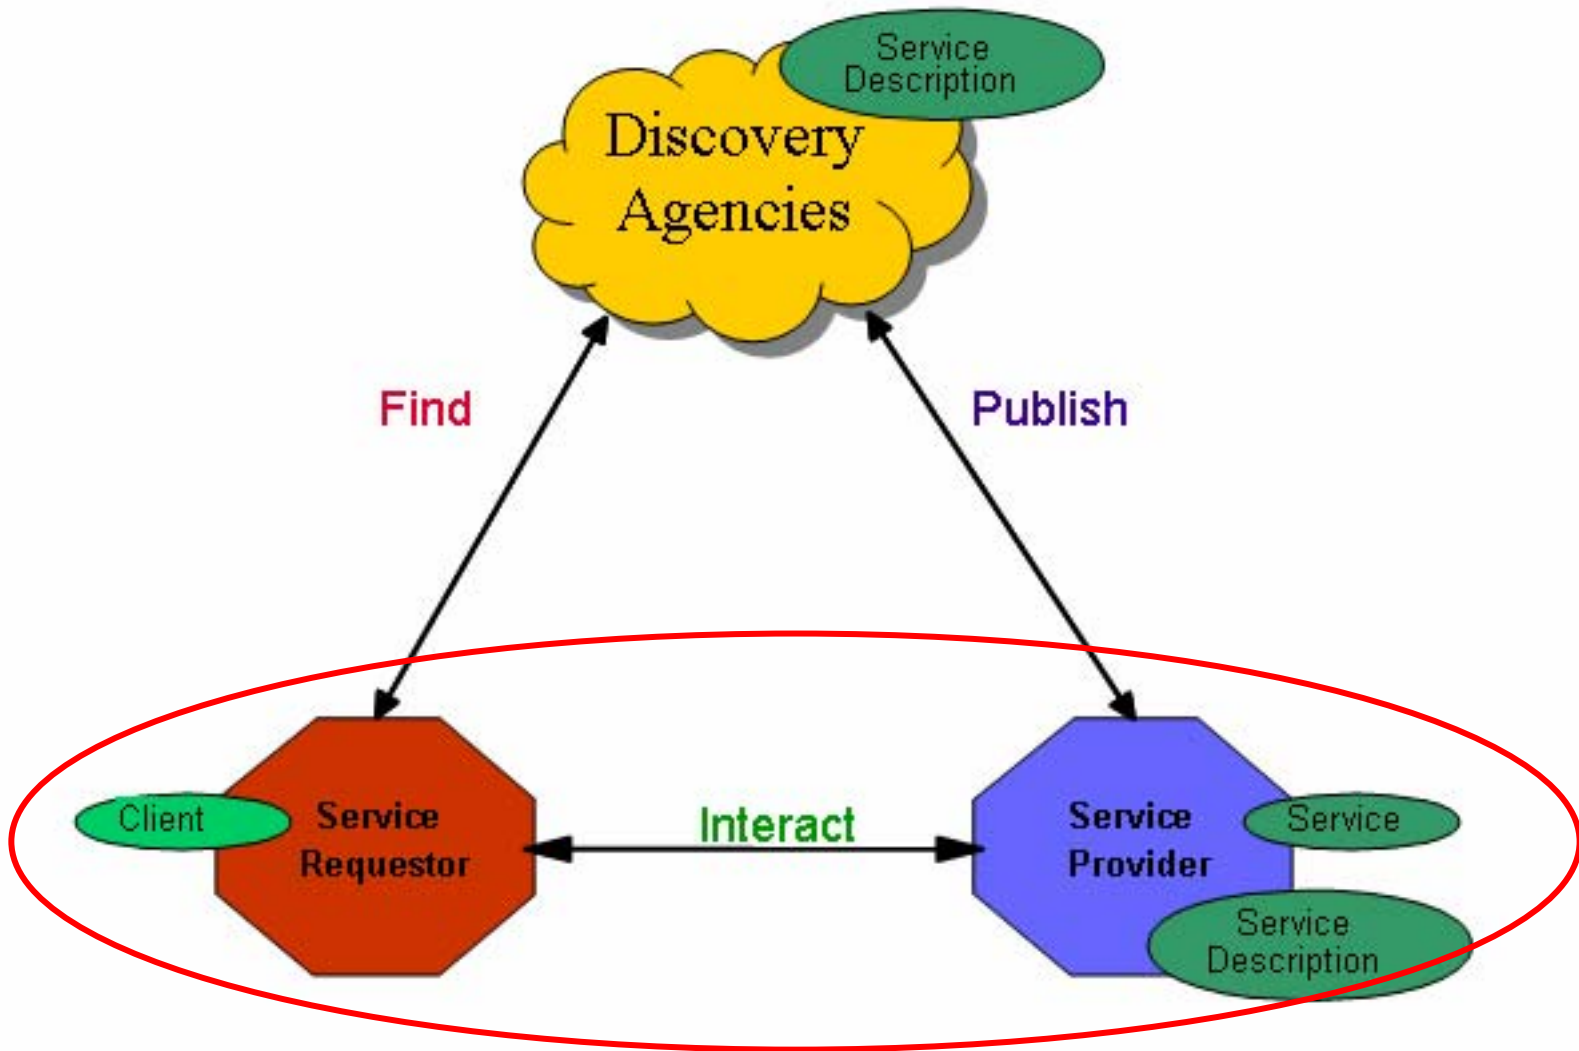 Service
Description
Discovery
Agencies
Find
Publish
Client
Service
Requestor
Interact
Service
Provider
Service
Service
Description